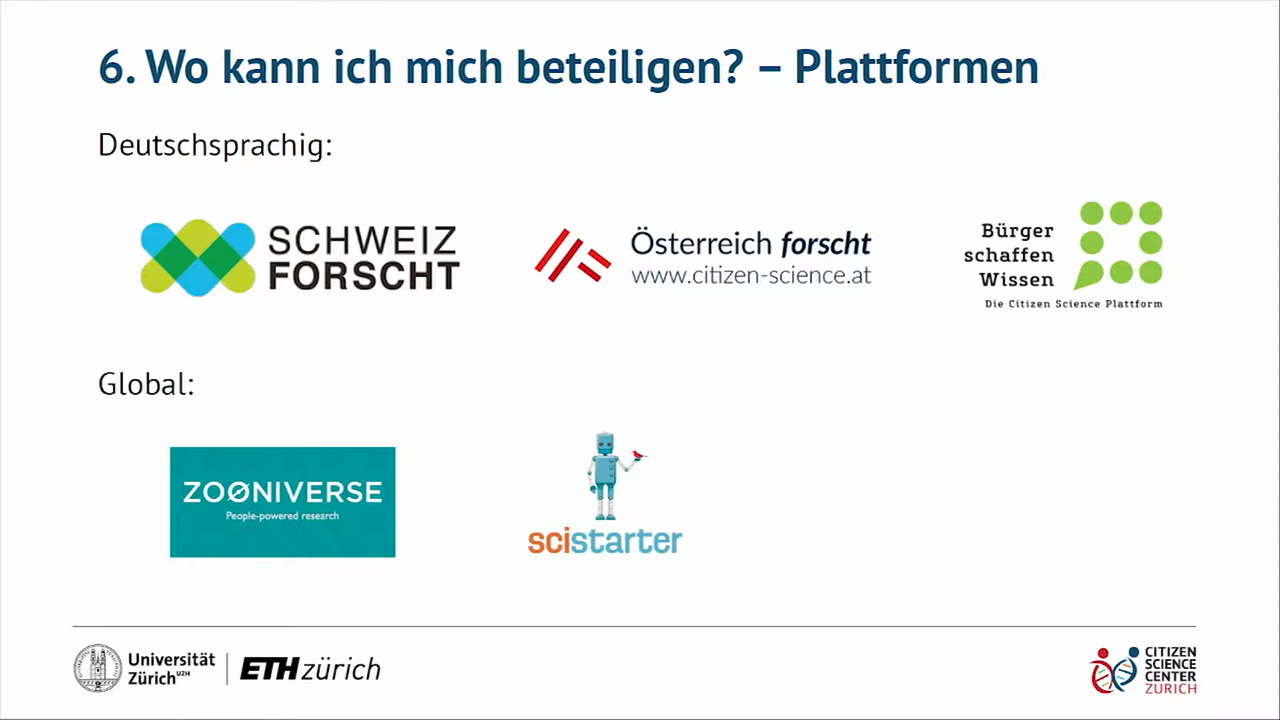 6. Wo kann ich mich beteiligen? – Plattformen
Deutschsprachig:
SCHWEIZ
FORSCHT
Österreich forscht
www.citizen-science.at
Bürger
schaffen
Wissen
Die Citizen Science Plattform
Global:
ZOØNIVERSE
People-powered research
scistarter
Universität
Zürich UZH
ETH zürich
CITIZEN
SCIENCE
CENTER
ZURICH